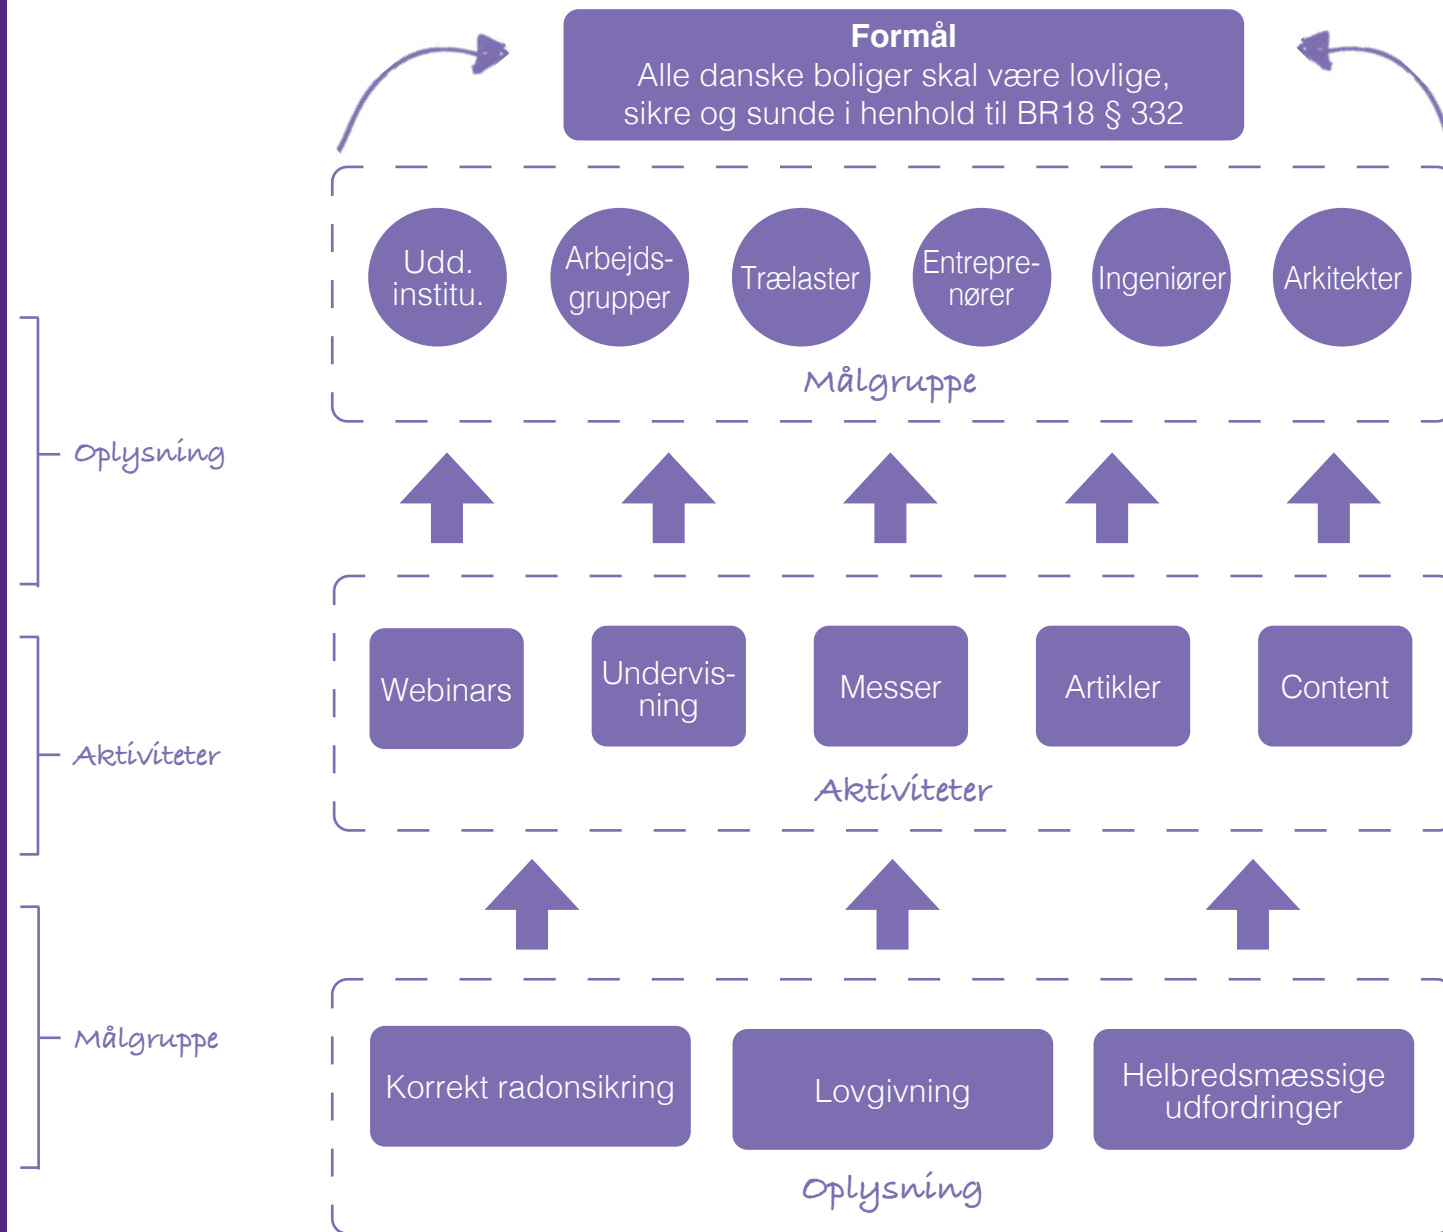 Formål
Alle danske boliger skal være lovlige,
sikre og sunde i henhold til BR18 § 332
Udd.
institu.
Arbejds-
grupper
Trælaster
Entrepre-
nører
Ingeniører
Arkitekter
Målgruppe
Oplysning
Webinars
Undervis-
ning
Messer
Artikler
Content
Aktiviteter
Aktiviteter
Målgruppe
Korrekt radonsikring
Lovgivning
Helbredsmæssige
udfordringer
Oplysning